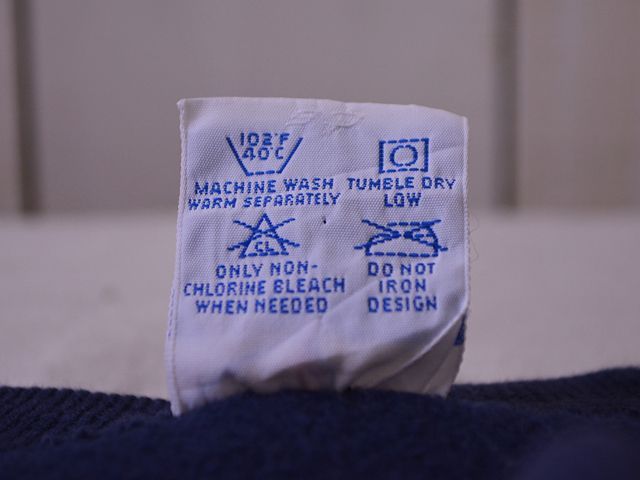 102°F
40°C
MACHINE WASH
WARM SEPARATELY
TUMBLE DRY
LOW
CL
ONLY NON-
CHLORINE BLEACH
WHEN NEEDED
DO NOT
IRON
DESIGN